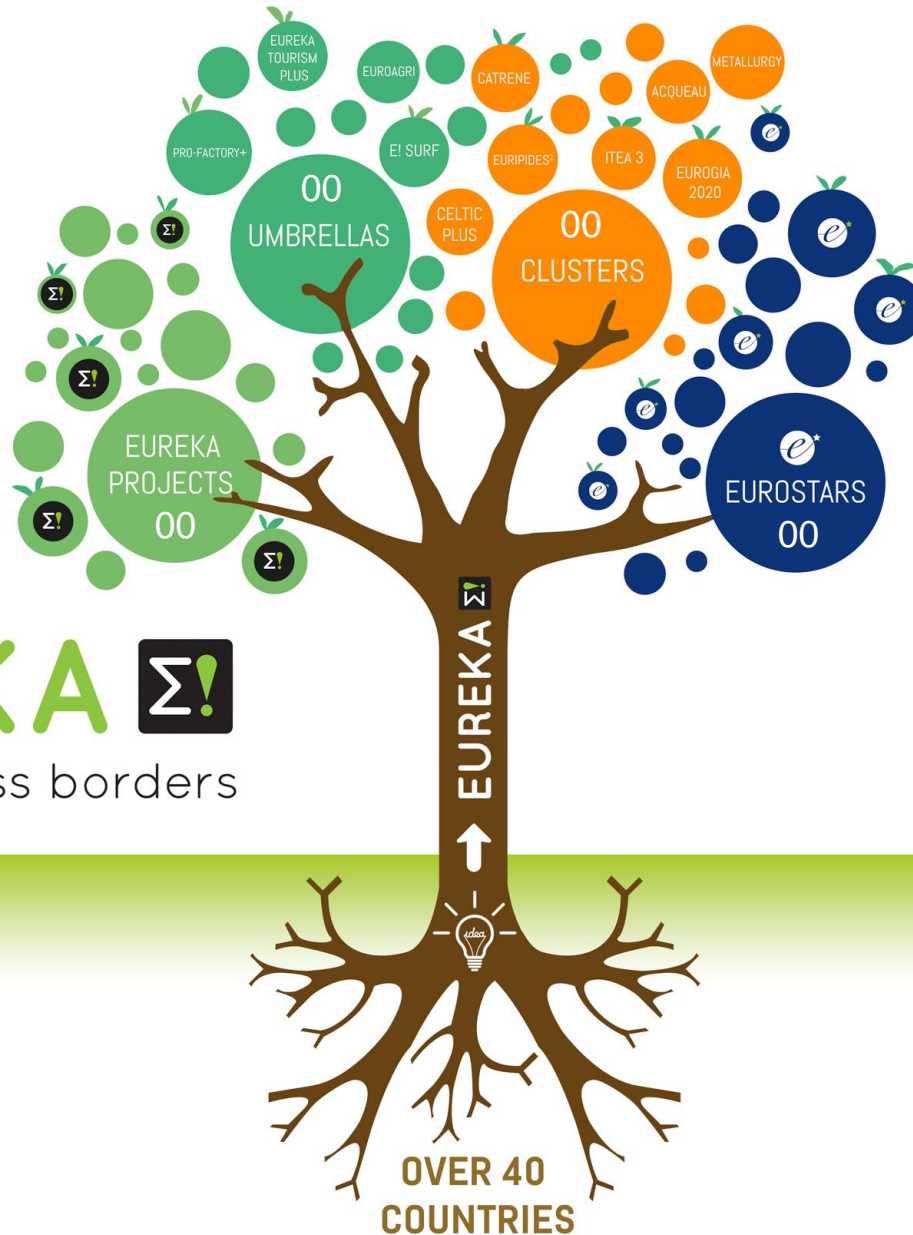 EUREKA
TOURISM
PLUS
EUROAGRI
CATRENE
METALLURGY
ACQUEAU
PRO-FACTORY+
E! SURF
EURIPIDES²
ITEA 3
EUROGIA
2020
00
UMBRELLAS
CELTIC
PLUS
00
CLUSTERS
Σ!
Σ!
Σ!
e
e
e
e
e
e
EUREKA
PROJECTS
00
e
EUROSTARS
00
Σ!
Σ!
EUREKA Σ!
KA Σ!
ss borders
idea
OVER 40
COUNTRIES